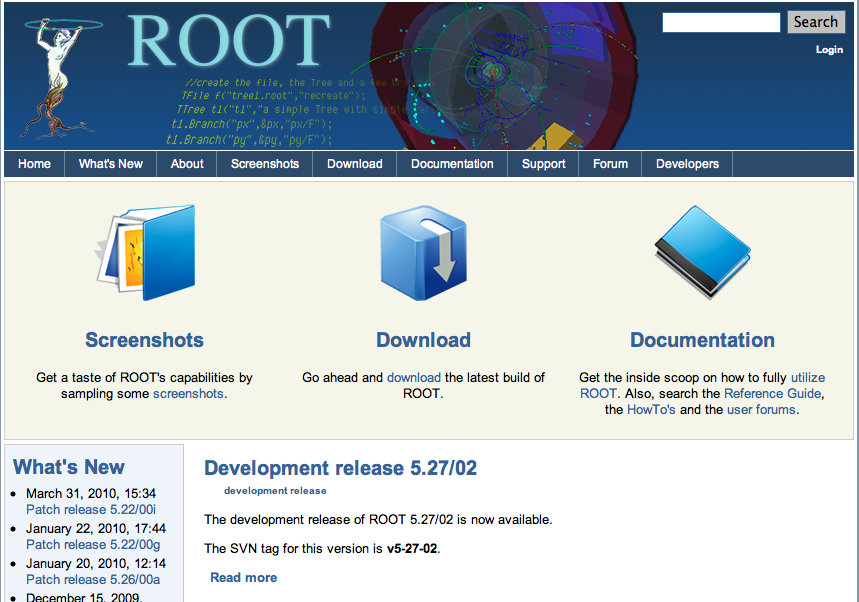 ROOT
Search
Login
//create the file, the Tree and a few branches
TFile f("tree1.root","recreate");
TTree t1("t1","a simple Tree with simple
t1.Branch("px",&px,"px/F");
t1.Branch("py",&py,"py/F");
Home What's New About Screenshots Download Documentation Support Forum Developers
Screenshots
Get a taste of ROOT's capabilities by
sampling some screenshots.
Download
Go ahead and download the latest build of
ROOT.
Documentation
Get the inside scoop on how to fully utilize
ROOT. Also, search the Reference Guide,
the HowTo's and the user forums.
What's New
March 31, 2010, 15:34
Patch release 5.22/00i
January 22, 2010, 17:44
Patch release 5.22/00g
January 20, 2010, 12:14
Patch release 5.26/00a
December 15, 2009,
Development release 5.27/02
development release
The development release of ROOT 5.27/02 is now available.
The SVN tag for this version is v5-27-02.
Read more